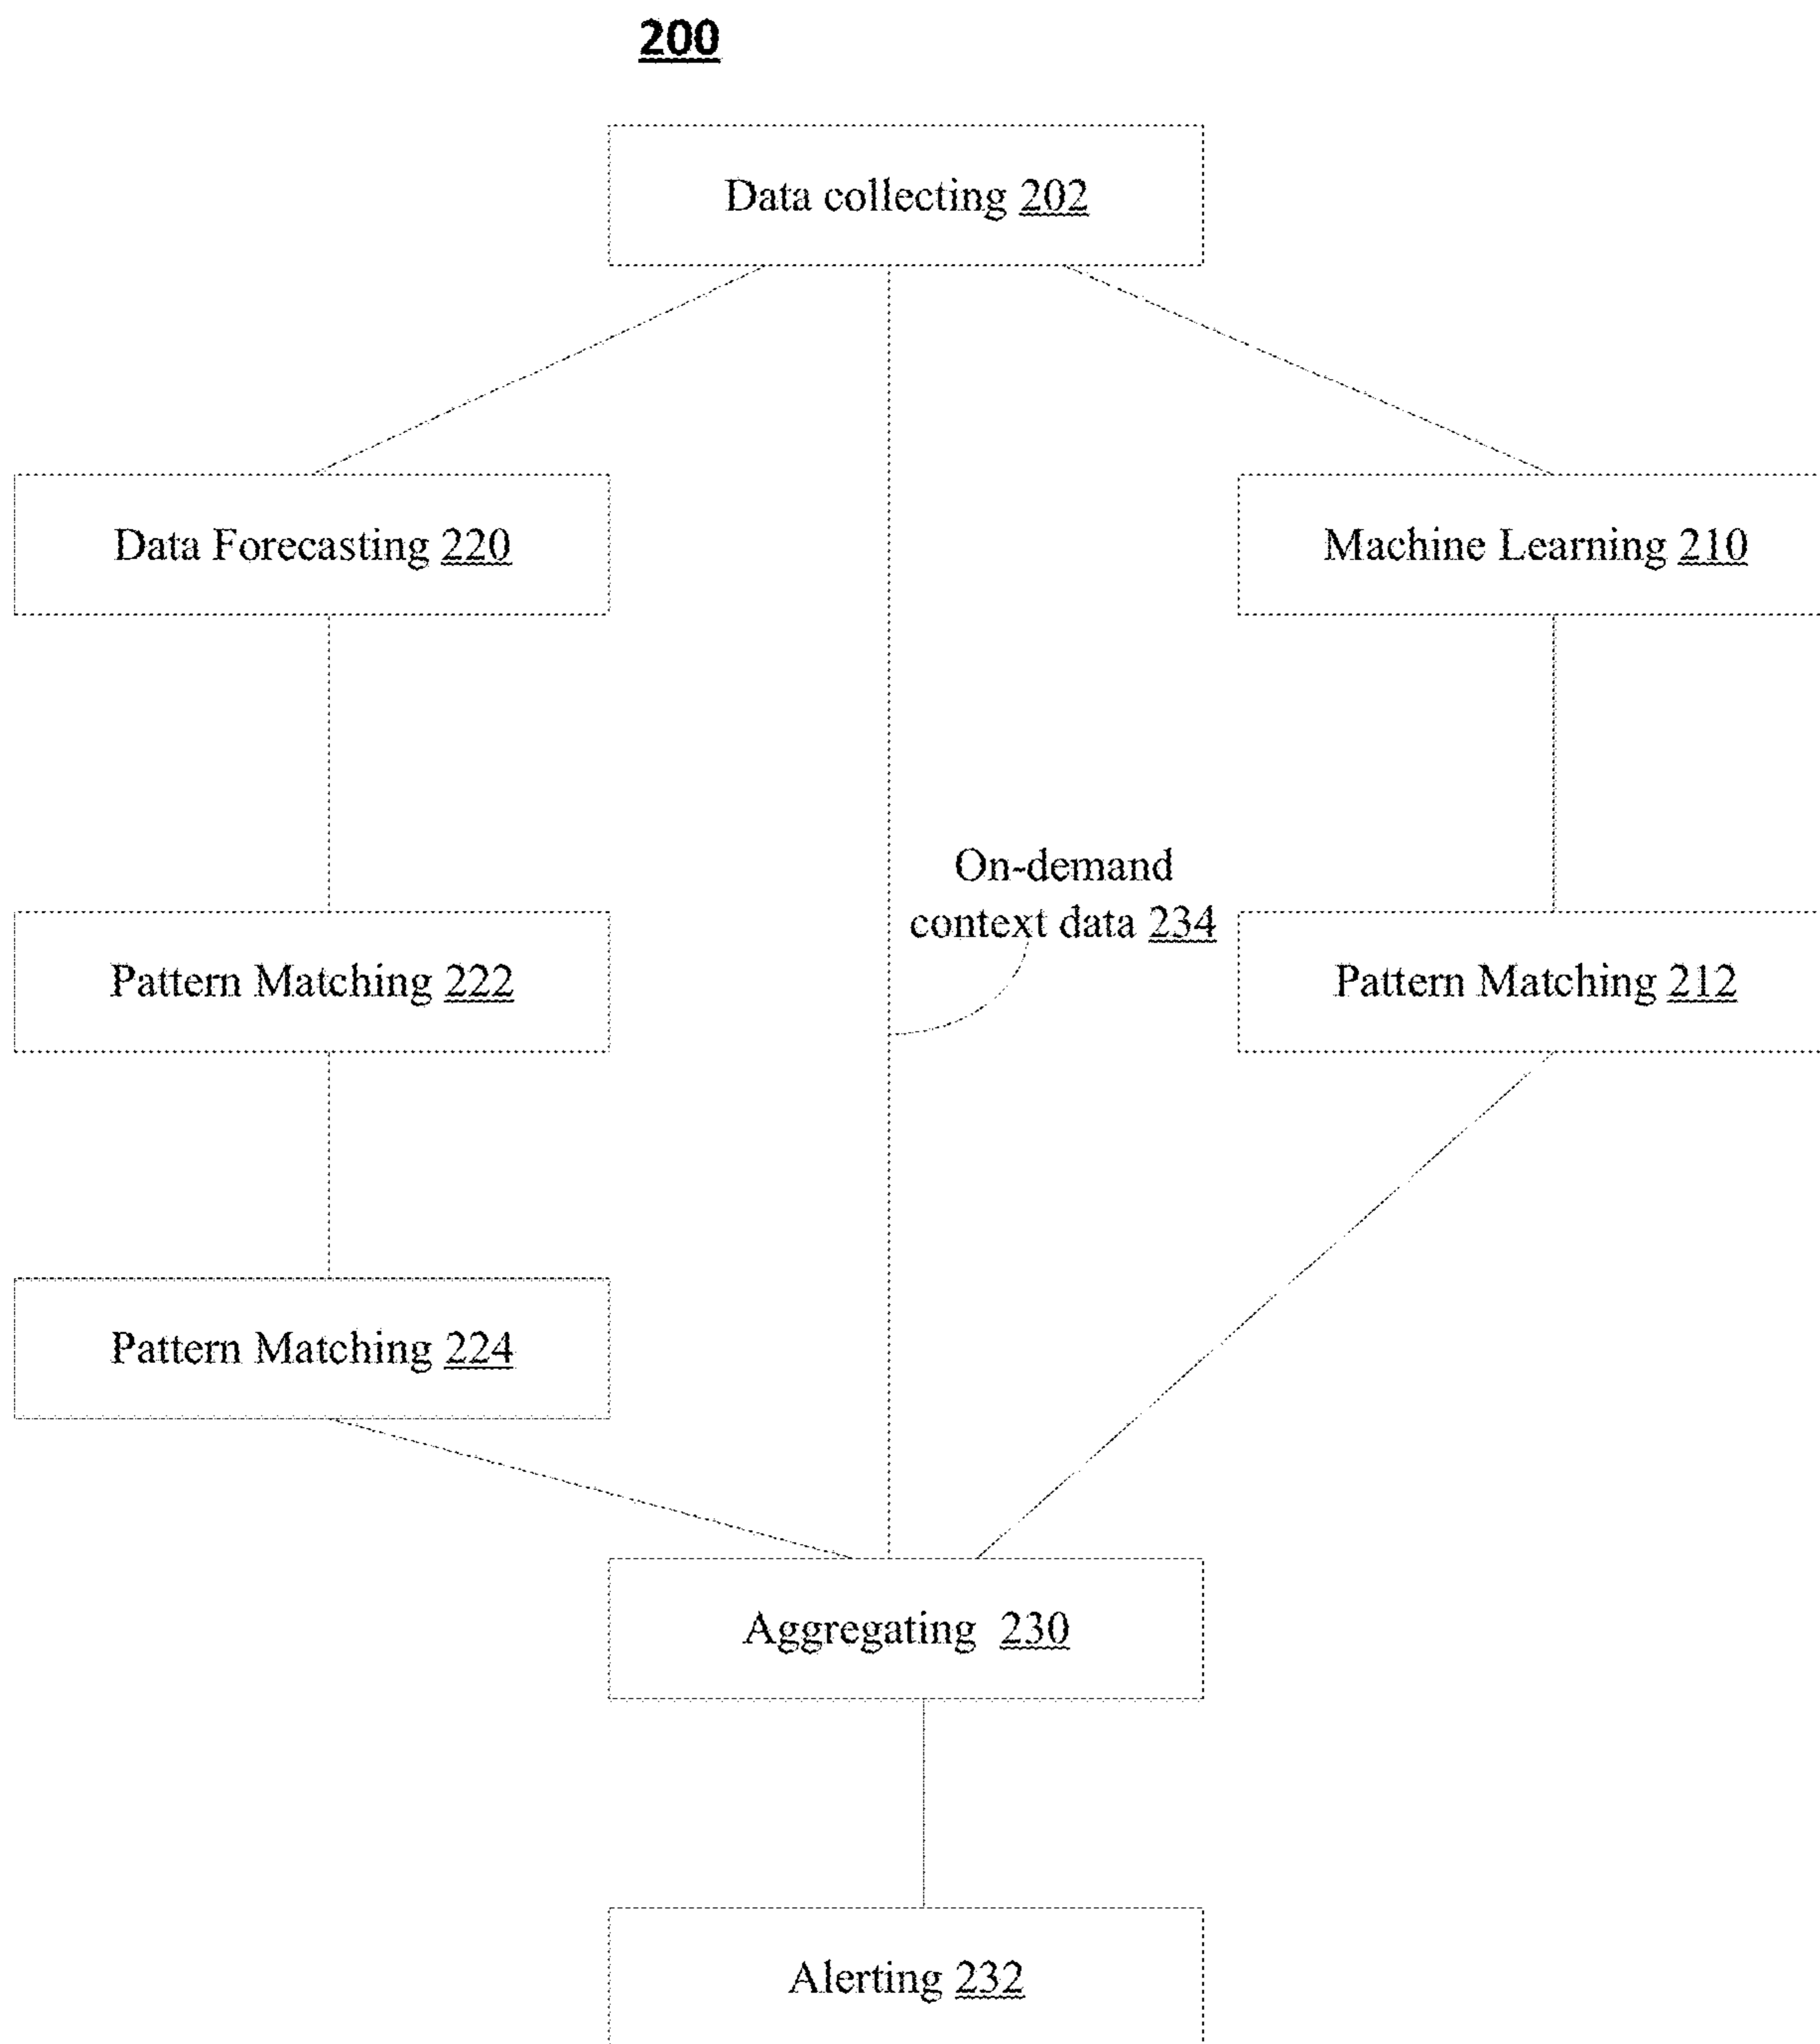 200
Data collecting 202
Data Forecasting 220
Machine Learning 210
On-demand
context data 234
Pattern Matching 222
Pattern Matching 212
Pattern Matching 224
Aggregating 230
Alerting 232